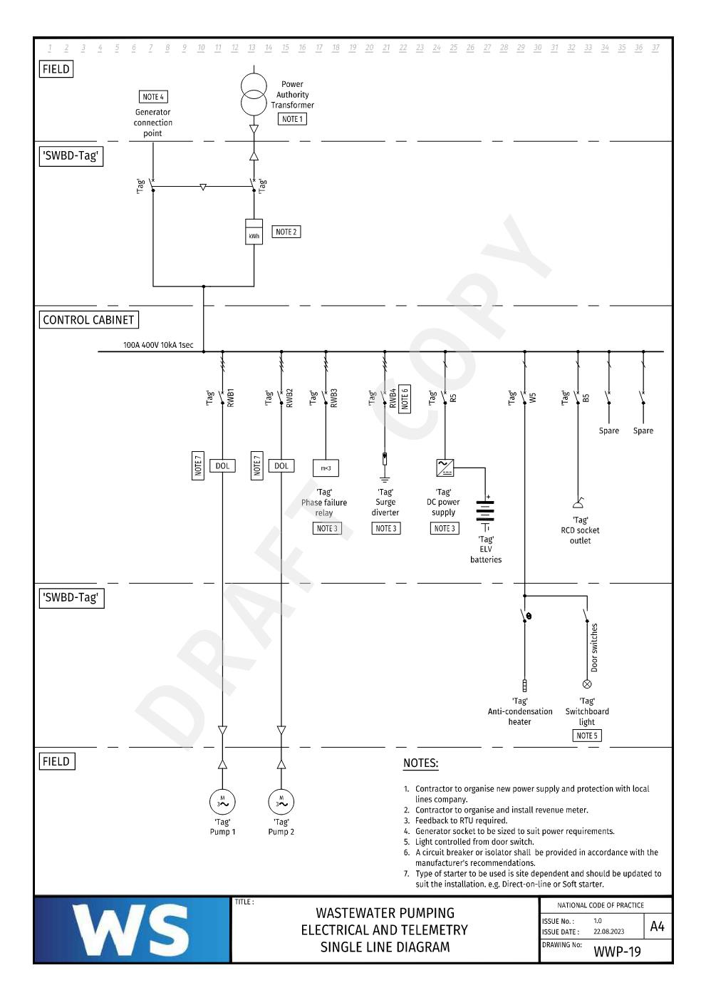 1 2 3 4 5 6 7 8 9 10 11 12 13 14 15 16 17 18 19 20 21 22 23 24 25 26 27 28 29 30 31 32 33 34 35 36 37
FIELD
NOTE 4
Generator
connection
point
Power
Authority
Transformer
NOTE 1
'SWBD-Tag'
'Tag'
'Tag'
kWh
NOTE 2
CONTROL CABINET
100A 400V 10kA 1sec
'Tag' RWB1
'Tag' RWB2
'Tag' RWB3
'Tag' RWB4
NOTE 6
'Tag' R5
'Tag' W5
'Tag' B5
Spare
Spare
NOTE 7
DOL
NOTE 7
DOL
m<3
'Tag'
Phase failure
relay
NOTE 3
'Tag'
Surge
diverter
NOTE 3
'Tag'
DC power
supply
NOTE 3
+
'Tag'
ELV
batteries
'Tag'
RCD socket
outlet
DRAFT COPY
'SWBD-Tag'
Door switches
'Tag'
Anti-condensation
heater
'Tag'
Switchboard
light
NOTE 5
FIELD
M
3~
'Tag'
Pump 1
M
3~
'Tag'
Pump 2
NOTES:
1. Contractor to organise new power supply and protection with local
lines company.
2. Contractor to organise and install revenue meter.
3. Feedback to RTU required.
4. Generator socket to be sized to suit power requirements.
5. Light controlled from door switch.
6. A circuit breaker or isolator shall be provided in accordance with the
manufacturer's recommendations.
7. Type of starter to be used is site dependent and should be updated to
suit the installation. e.g. Direct-on-line or Soft starter.
WS
TITLE :
WASTEWATER PUMPING
ELECTRICAL AND TELEMETRY
SINGLE LINE DIAGRAM
NATIONAL CODE OF PRACTICE
ISSUE No. : 1.0
ISSUE DATE : 22.08.2023
A4
DRAWING No: WWP-19